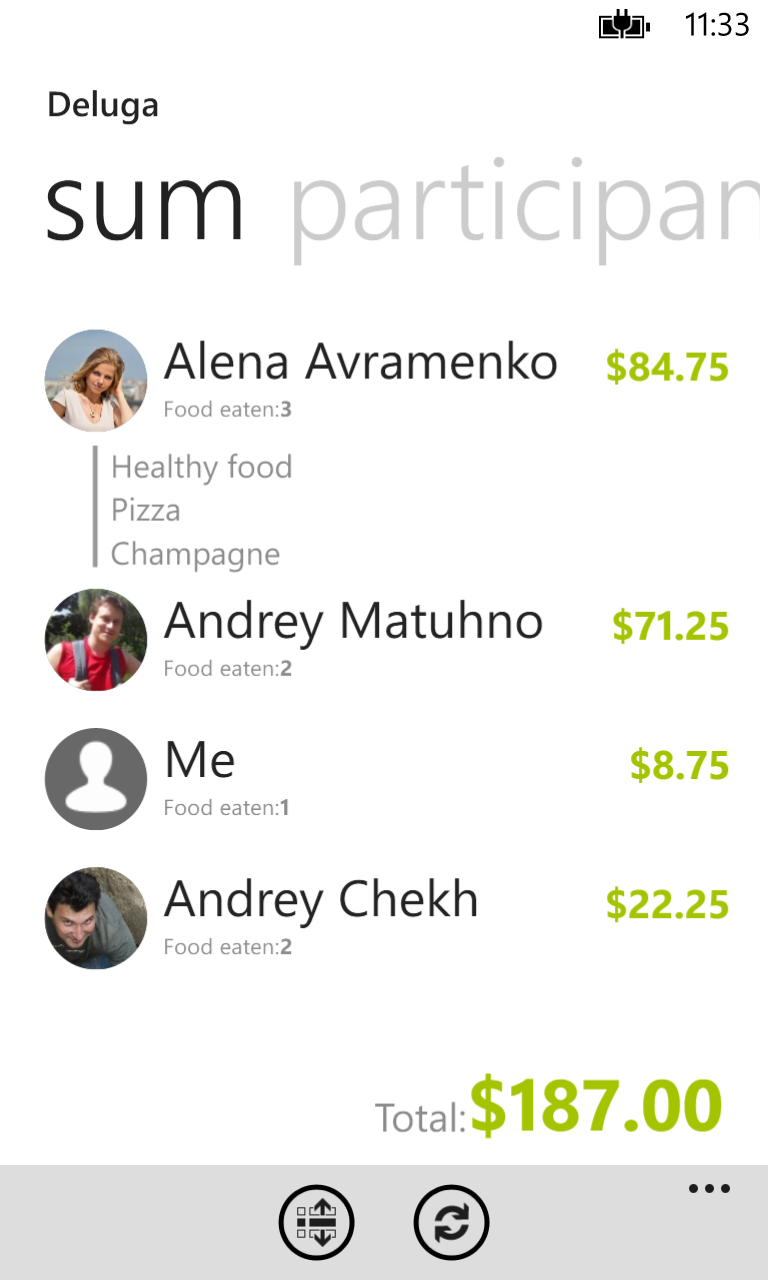 11:33
Deluga
sum participan
Alena Avramenko $84.75
Food eaten:3
Healthy food
Pizza
Champagne
Andrey Matuhno $71.25
Food eaten:2
Me $8.75
Food eaten:1
Andrey Chekh $22.25
Food eaten:2
Total:$187.00